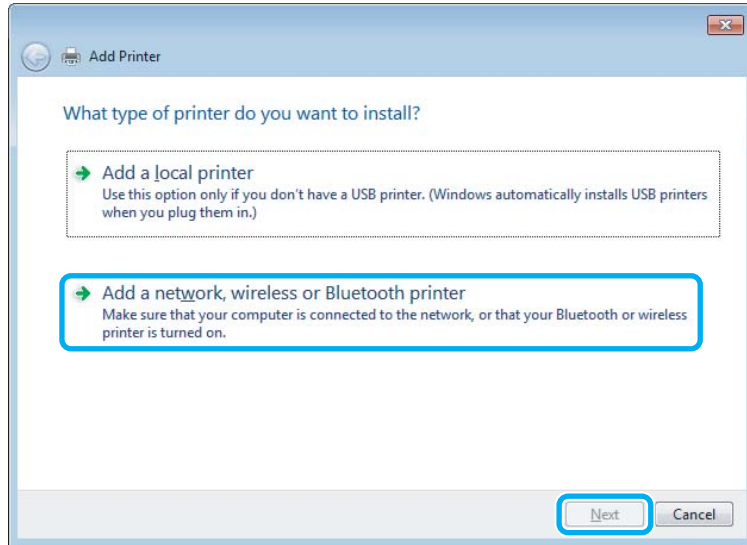 Add Printer
What type of printer do you want to install?
Add a local printer
Use this option only if you don't have a USB printer. (Windows automatically installs USB printers
when you plug them in.)
Add a network, wireless or Bluetooth printer
Make sure that your computer is connected to the network, or that your Bluetooth or wireless
printer is turned on.
Next Cancel